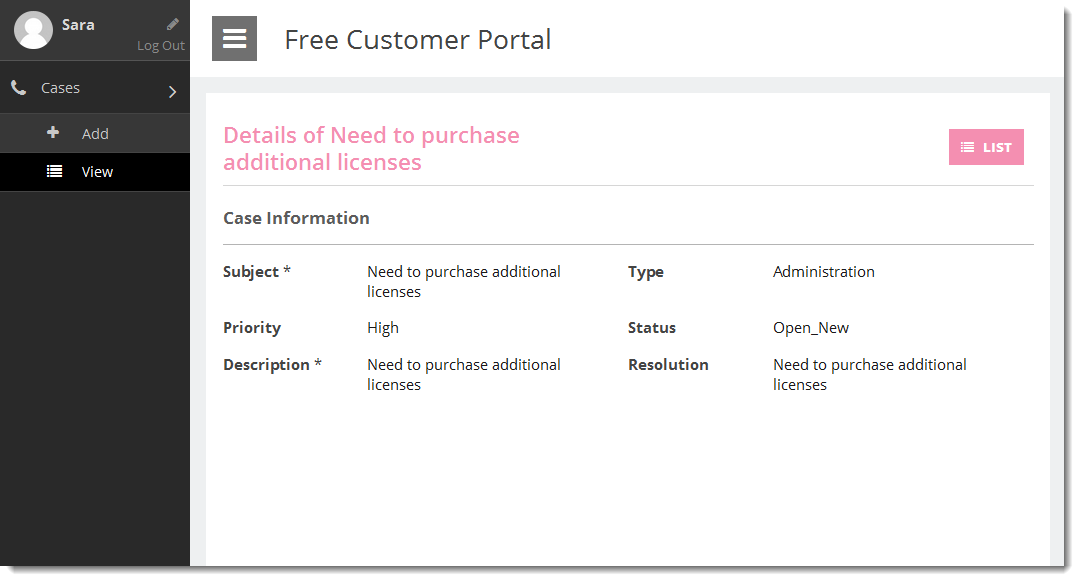 Sara
Log Out
Cases
Add
View
Free Customer Portal
Details of Need to purchase
additional licenses
LIST
Case Information
Subject * Need to purchase additional
licenses
Type Administration
Priority High
Status Open_New
Description * Need to purchase additional
licenses
Resolution Need to purchase additional
licenses